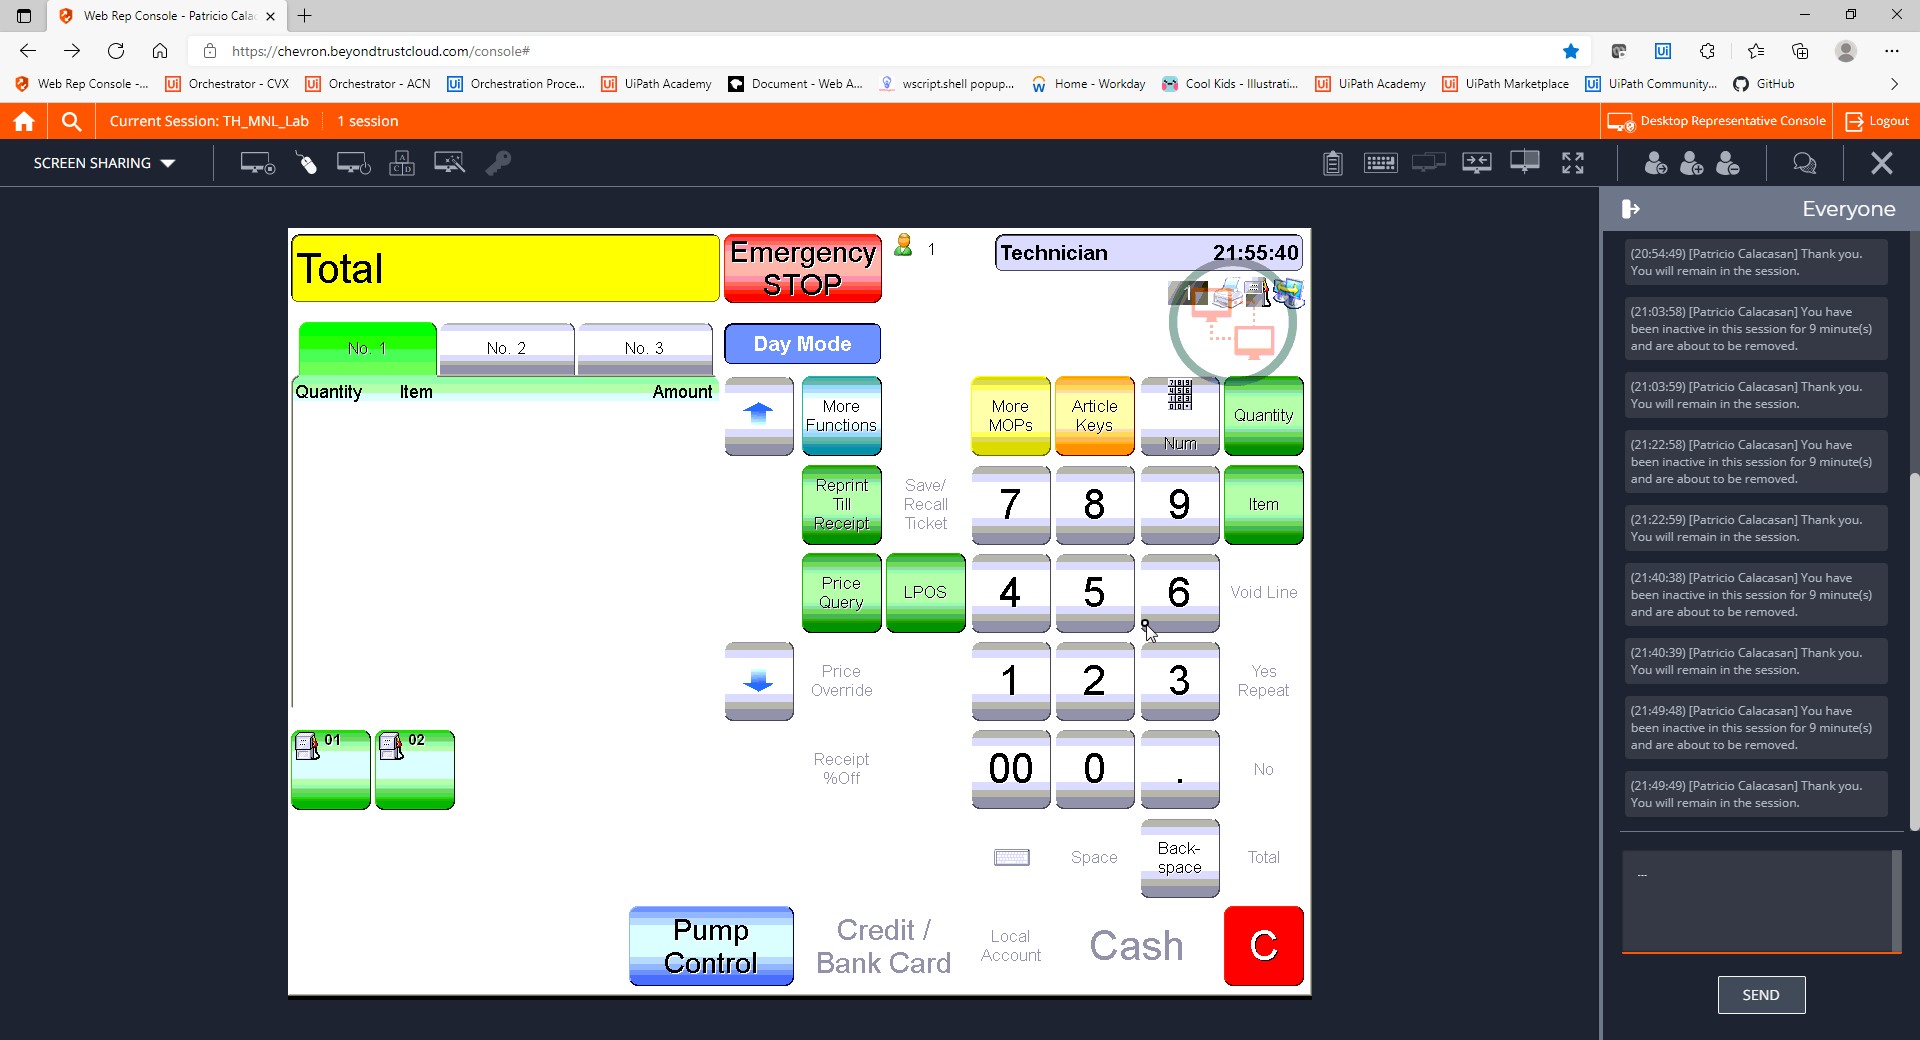 Web Rep Console - Patricio Cala
https://chevron.beyondtrustcloud.com/console#
Web Rep Console -...
Orchestrator - CVX
Orchestrator - ACN
Orchestration Proce...
UiPath Academy
Document - Web A...
wscript.shell popup...
Home - Workday
Cool Kids - Illustrati...
UiPath Academy
UiPath Marketplace
UiPath Community...
GitHub
Current Session: TH_MNL_Lab
1 session
Desktop Representative Console
Logout
SCREEN SHARING
Everyone
Total
Emergency
STOP
1
Technician
21:55:40
1
No. 1
No. 2
No. 3
Day Mode
Quantity
Item
Amount
More
Functions
More
MOPs
Article
Keys
Num
Quantity
Reprint
Till
Receipt
Save/
Recall
Ticket
7
8
9
Item
Price
Query
LPOS
4
5
6
Void Line
Price
Override
1
2
3
Yes
Repeat
01
02
Receipt
%Off
00
0
.
No
Space
Back-
space
Total
Pump
Control
Credit /
Bank Card
Local
Account
Cash
C
(20:54:49) [Patricio Calacasan] Thank you.
You will remain in the session.
(21:03:58) [Patricio Calacasan] You have
been inactive in this session for 9 minute(s)
and are about to be removed.
(21:03:59) [Patricio Calacasan] Thank you.
You will remain in the session.
(21:22:58) [Patricio Calacasan] You have
been inactive in this session for 9 minute(s)
and are about to be removed.
(21:22:59) [Patricio Calacasan] Thank you.
You will remain in the session.
(21:40:38) [Patricio Calacasan] You have
been inactive in this session for 9 minute(s)
and are about to be removed.
(21:40:39) [Patricio Calacasan] Thank you.
You will remain in the session.
(21:49:48) [Patricio Calacasan] You have
been inactive in this session for 9 minute(s)
and are about to be removed.
(21:49:49) [Patricio Calacasan] Thank you.
You will remain in the session.
...
SEND